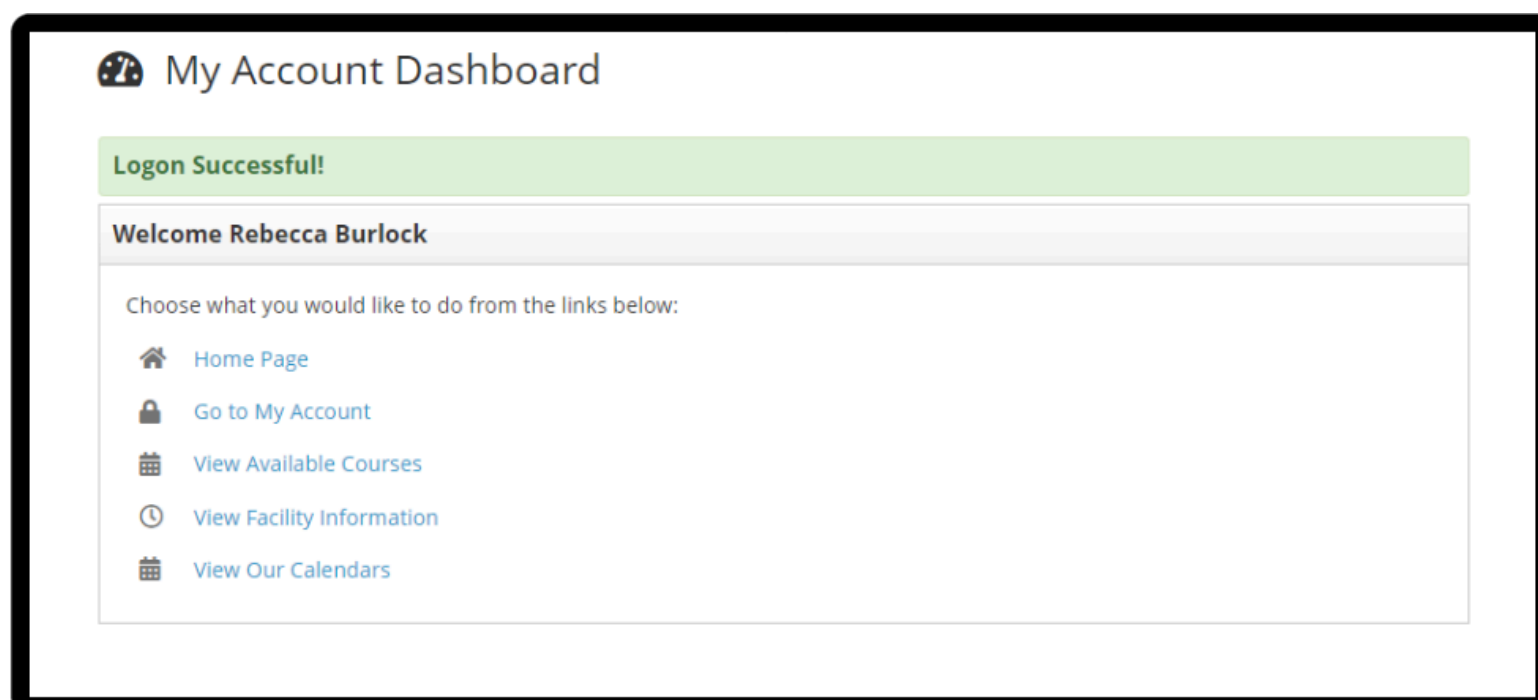 My Account Dashboard
Logon Successful!
Welcome Rebecca Burlock
Choose what you would like to do from the links below:
Home Page
Go to My Account
View Available Courses
View Facility Information
View Our Calendars